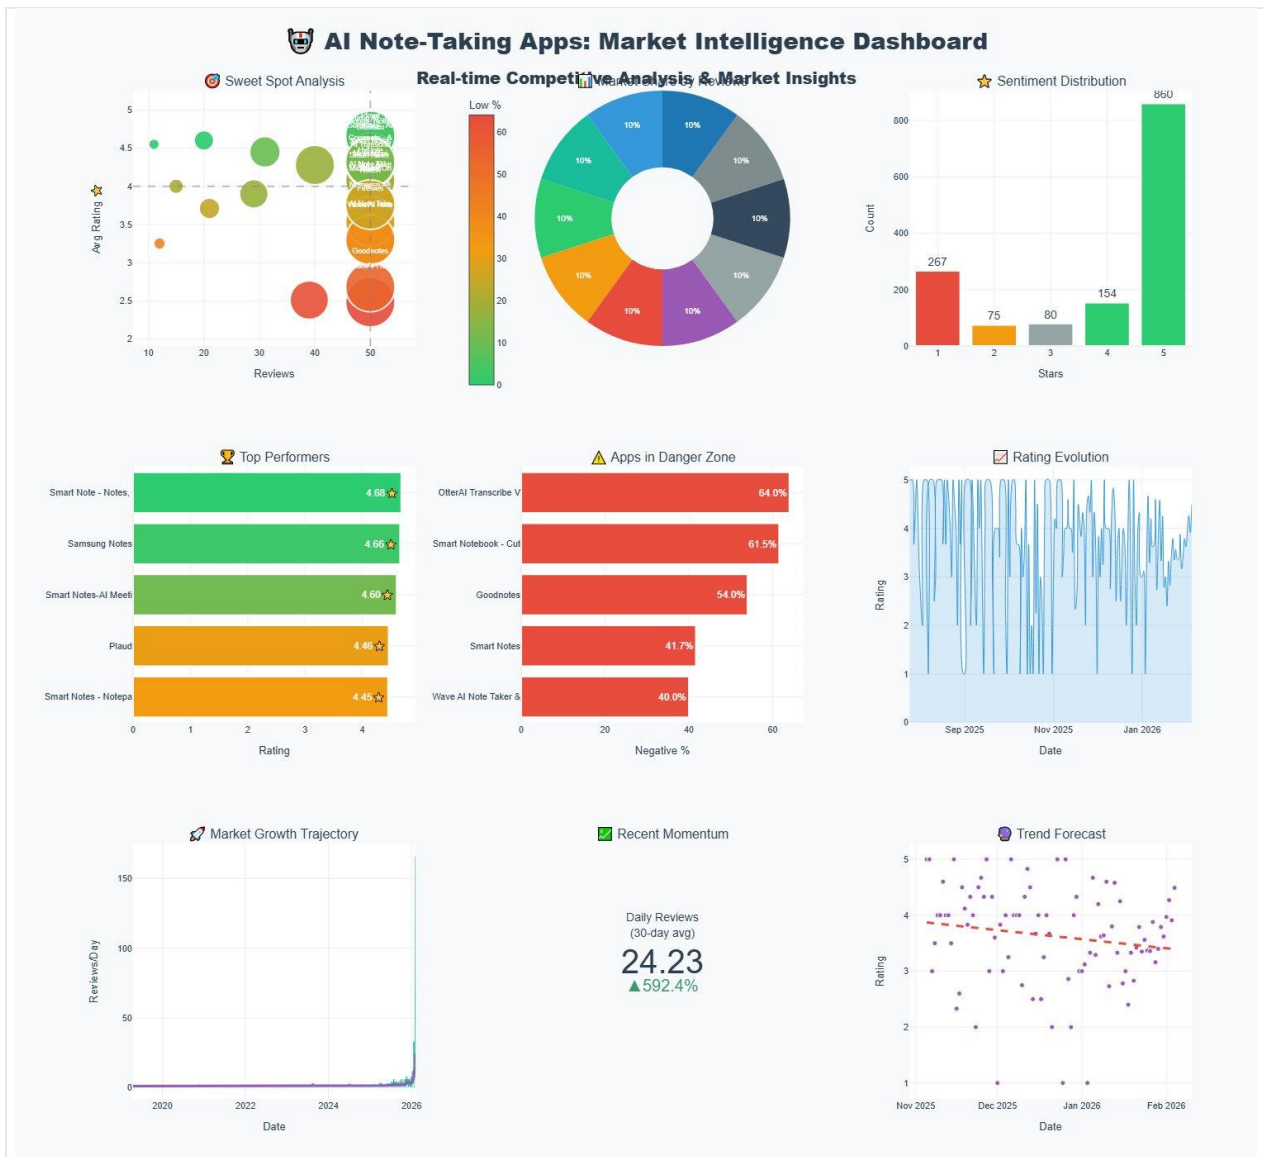 🤖 AI Note-Taking Apps: Market Intelligence Dashboard
Real-time Competitive Analysis & Market Insights
🎯 Sweet Spot Analysis
5
4.5
4
3.5
3
2.5
2
Avg Rating ⭐
Goodnotes
10 20 30 40 50
Reviews
Low %
60
50
40
30
20
10
0
📊 Market Share by Reviews
10%
10%
10%
10%
10%
10%
10%
10%
10%
10%
⭐ Sentiment Distribution
860
800
600
400
200
0
Count
267
75
80
154
1 2 3 4 5
Stars
🏆 Top Performers
Smart Note - Notes, 4.68⭐
Samsung Notes 4.66⭐
Smart Notes-AI Meeti 4.60⭐
Plaud 4.46⭐
Smart Notes - Notepa 4.45⭐
0 1 2 3 4
Rating
⚠️ Apps in Danger Zone
OtterAI Transcribe V 64.0%
Smart Notebook - Cut 61.5%
Goodnotes 54.0%
Smart Notes 41.7%
Wave AI Note Taker & 40.0%
0 20 40 60
Negative %
📈 Rating Evolution
5
4
3
2
1
0
Rating
Sep 2025 Nov 2025 Jan 2026
Date
🚀 Market Growth Trajectory
150
100
50
0
Reviews/Day
2020 2022 2024 2026
Date
💹 Recent Momentum
Daily Reviews
(30-day avg)
24.23
▲592.4%
🔮 Trend Forecast
5
4
3
2
1
Rating
Nov 2025 Dec 2025 Jan 2026 Feb 2026
Date